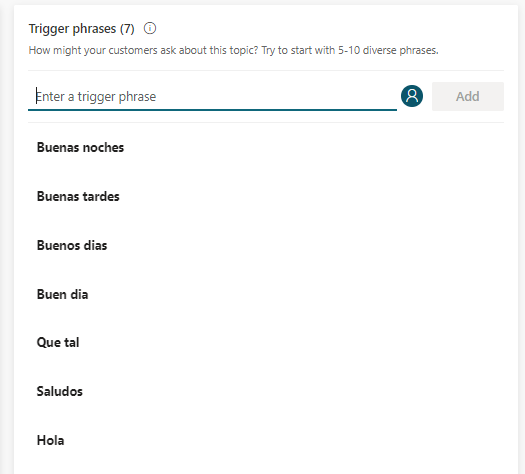 Trigger phrases (7)
How might your customers ask about this topic? Try to start with 5-10 diverse phrases.
Enter a trigger phrase
Add
Buenas noches
Buenas tardes
Buenos dias
Buen dia
Que tal
Saludos
Hola